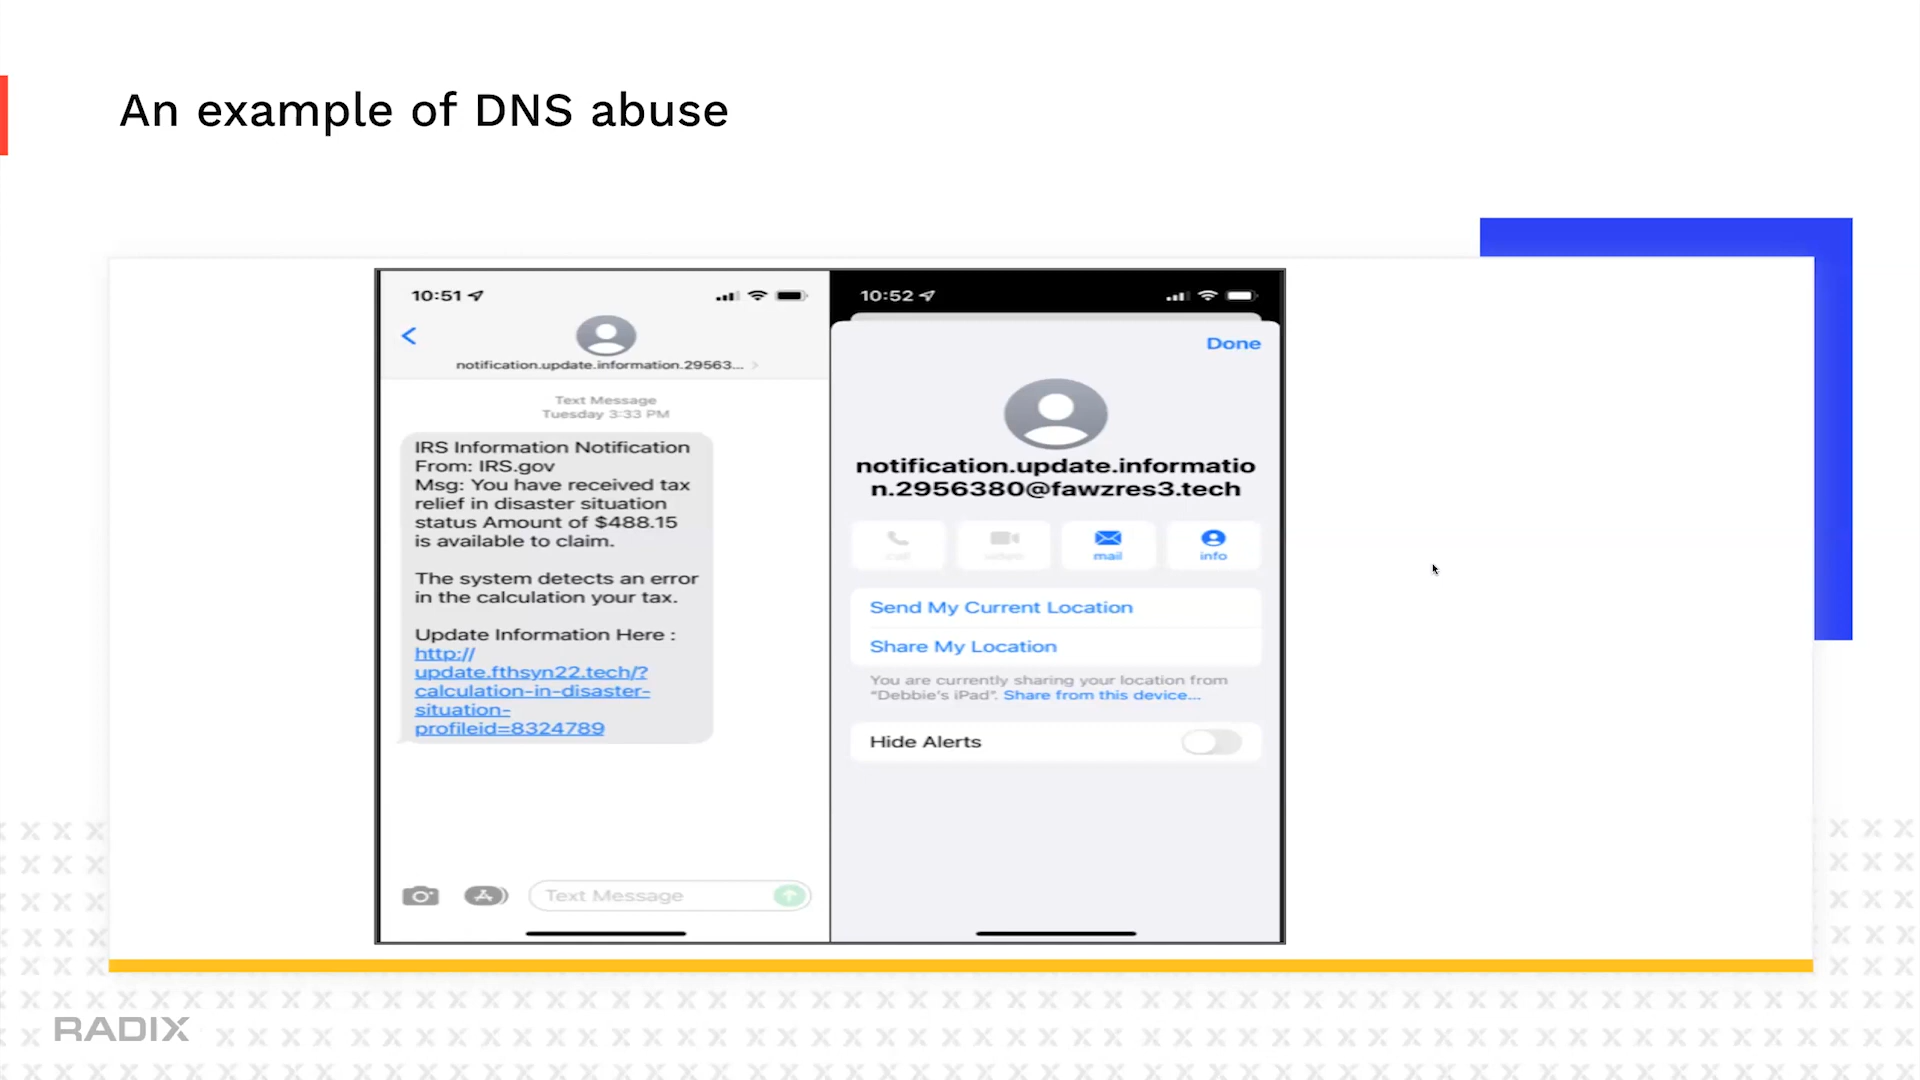 An example of DNS abuse
10:51
notification.update.information.29563...
Text Message
Tuesday 3:33 PM
IRS Information Notification
From: IRS.gov
Msg: You have received tax
relief in disaster situation
status Amount of $488.15
is available to claim.
The system detects an error
in the calculation your tax.
Update Information Here :
http://
update.fthsyn22.tech/?
calculation-in-disaster-
situation-
profileid=8324789
Text Message
10:52
Done
notification.update.informatio
n.2956380@fawzres3.tech
call
video
mail
info
Send My Current Location
Share My Location
You are currently sharing your location from
“Debbie's iPad”. Share from this device...
Hide Alerts
RADIX